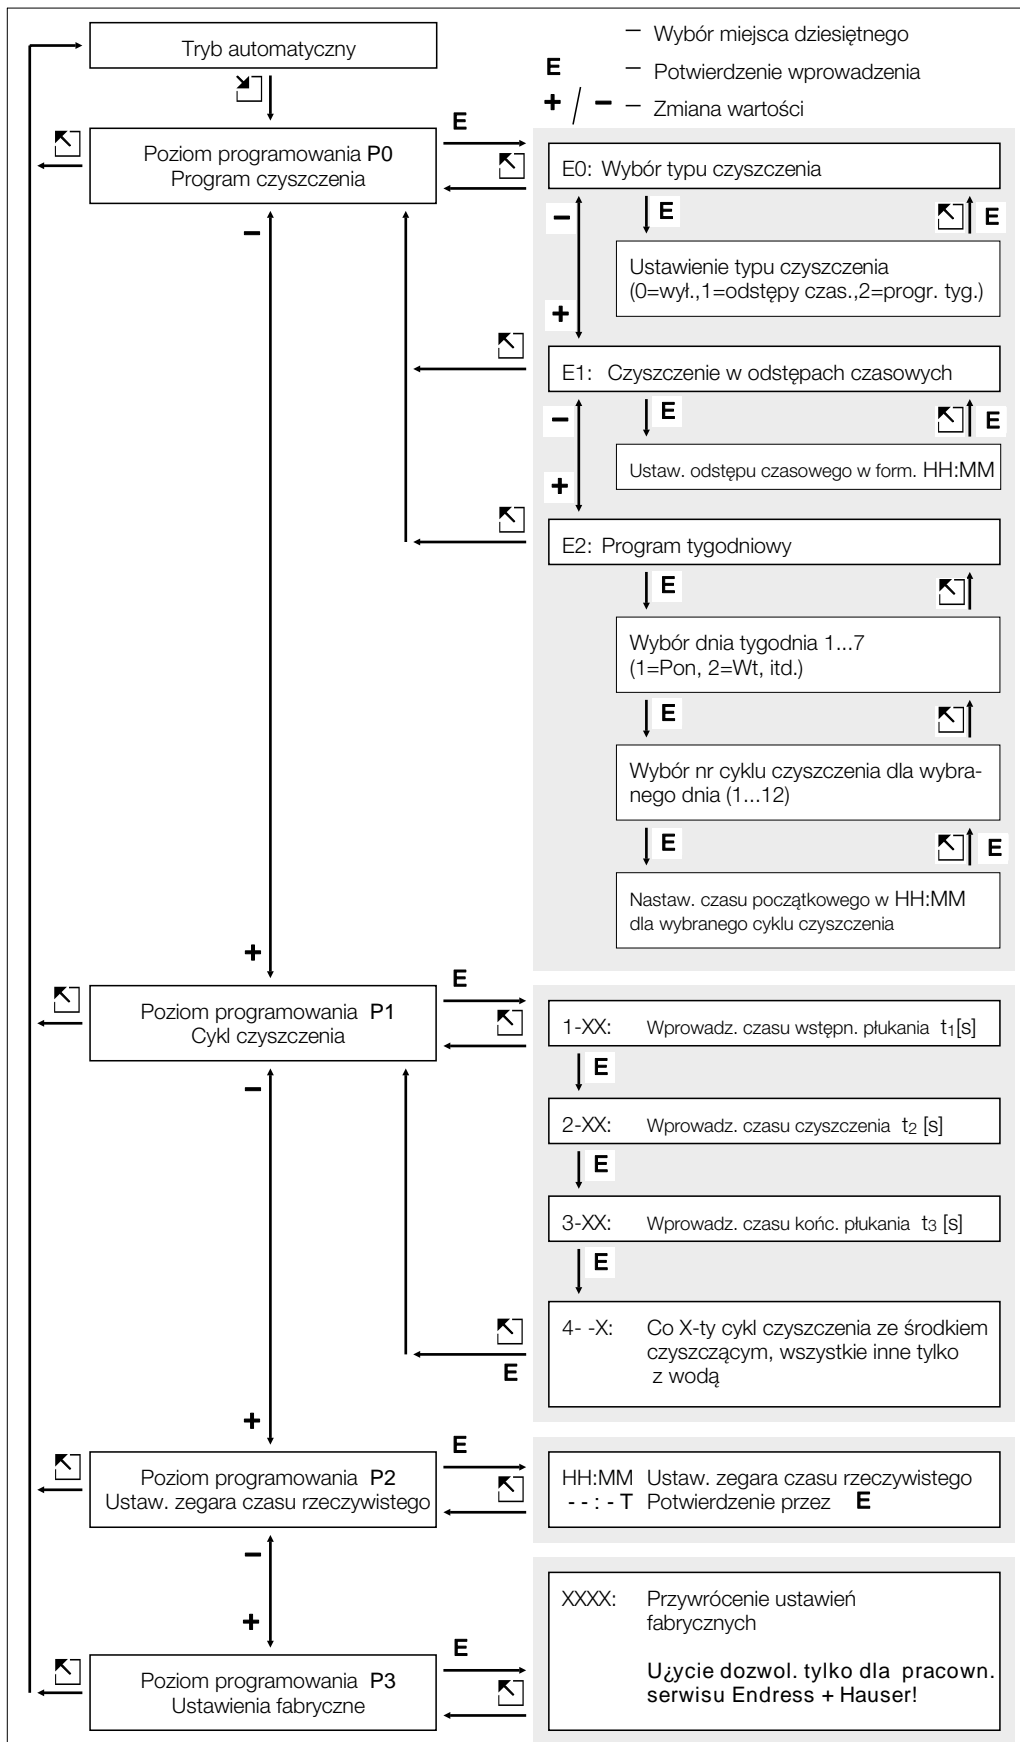 Tryb automatyczny
– Wybór miejsca dziesiętnego
E – Potwierdzenie wprowadzenia
+ / – – Zmiana wartości
Poziom programowania P0
Program czyszczenia
E
E0: Wybór typu czyszczenia
–
E
E
Ustawienie typu czyszczenia
(0=wył.,1=odstępy czas.,2=progr. tyg.)
+
E1: Czyszczenie w odstępach czasowych
–
E
E
Ustaw. odstępu czasowego w form. HH:MM
+
E2: Program tygodniowy
E
Wybór dnia tygodnia 1...7
(1=Pon, 2=Wt, itd.)
E
Wybór nr cyklu czyszczenia dla wybra-
nego dnia (1...12)
E
E
Nastaw. czasu początkowego w HH:MM
dla wybranego cyklu czyszczenia
–
+
Poziom programowania P1
Cykl czyszczenia
E
1-XX: Wprowadz. czasu wstępn. płukania t1[s]
E
2-XX: Wprowadz. czasu czyszczenia t2 [s]
E
3-XX: Wprowadz. czasu końc. płukania t3 [s]
E
4- -X: Co X-ty cykl czyszczenia ze środkiem
czyszczącym, wszystkie inne tylko
z wodą
E
–
+
Poziom programowania P2
Ustaw. zegara czasu rzeczywistego
E
HH:MM Ustaw. zegara czasu rzeczywistego
- - : - T Potwierdzenie przez E
–
+
Poziom programowania P3
Ustawienia fabryczne
E
XXXX: Przywrócenie ustawień
fabrycznych
U¿ycie dozwol. tylko dla pracown.
serwisu Endress + Hauser!